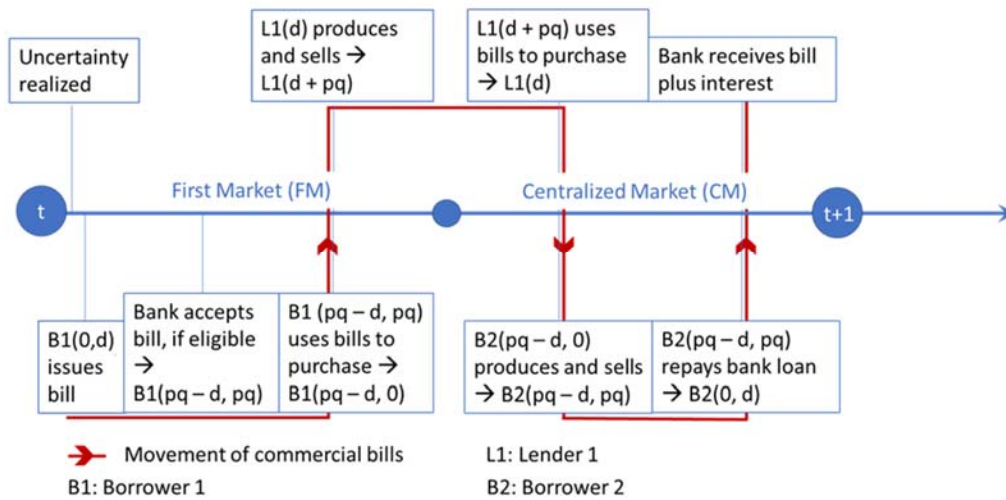 Uncertainty
realized
L1(d) produces
and sells →
L1(d + pq)
L1(d + pq) uses
bills to purchase
→ L1(d)
Bank receives bill
plus interest
t
First Market (FM)
Centralized Market (CM)
t+1
B1(0,d)
issues
bill
Bank accepts
bill, if eligible
→
B1(pq – d, pq)
B1 (pq – d, pq)
uses bills to
purchase →
B1(pq – d, 0)
B2(pq – d, 0)
produces and sells
→ B2(pq – d, pq)
B2(pq – d, pq)
repays bank loan
→ B2(0, d)
Movement of commercial bills
L1: Lender 1
B1: Borrower 1
B2: Borrower 2